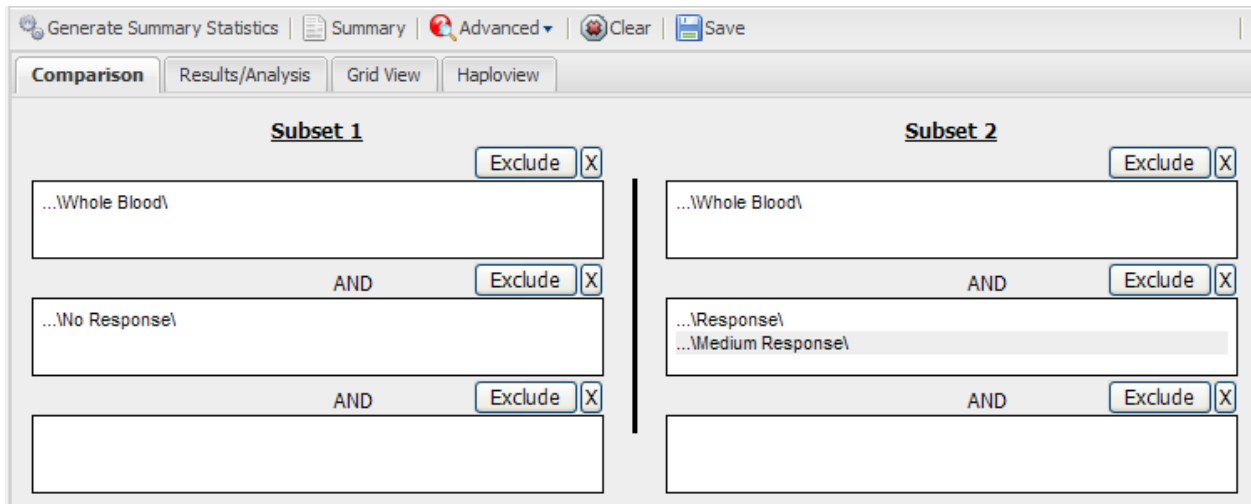 Generate Summary Statistics | Summary | Advanced | Clear | Save
Comparison Results/Analysis Grid View Haploview
Subset 1 Subset 2
Exclude X Exclude X
...\Whole Blood\ ...\Whole Blood\
AND Exclude X AND Exclude X
...\No Response\ ...\Response\
...\Medium Response\
AND Exclude X AND Exclude X